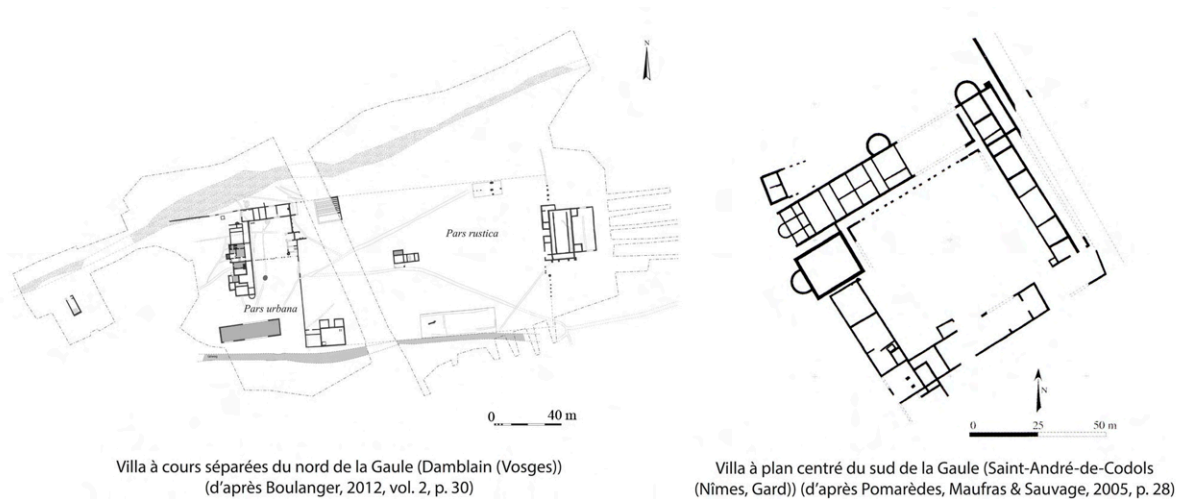 N
Pars rustica
Pars urbana
0 40 m
Villa à cours séparées du nord de la Gaule (Damblain (Vosges))
(d'après Boulanger, 2012, vol. 2, p. 30)
N
0 25 50 m
Villa à plan centré du sud de la Gaule (Saint-André-de-Codols
(Nîmes, Gard)) (d'après Pomarèdes, Maufras & Sauvage, 2005, p. 28)